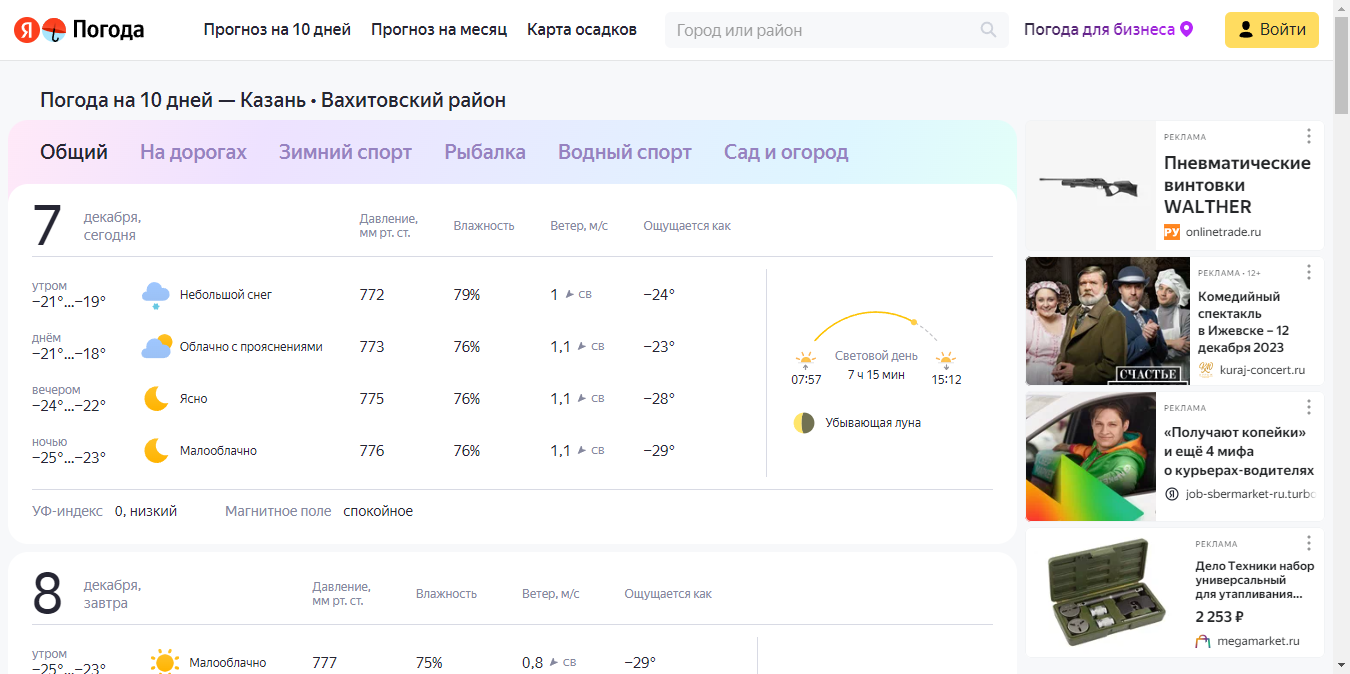 Я Погода
Прогноз на 10 дней
Прогноз на месяц
Карта осадков
Город или район
Погода для бизнеса
Войти
Погода на 10 дней — Казань • Вахитовский район
Общий
На дорогах
Зимний спорт
Рыбалка
Водный спорт
Сад и огород
7 декабря, сегодня
Давление, мм рт. ст.
Влажность
Ветер, м/с
Ощущается как
утром
−21°...−19° Небольшой снег 772 79% 1 СВ −24°
днём
−21°...−18° Облачно с прояснениями 773 76% 1,1 СВ −23°
вечером
−24°...−22° Ясно 775 76% 1,1 СВ −28°
ночью
−25°...−23° Малооблачно 776 76% 1,1 СВ −29°
Световой день
7 ч 15 мин
07:57
15:12
Убывающая луна
УФ-индекс 0, низкий Магнитное поле спокойное
8 декабря, завтра
Давление, мм рт. ст.
Влажность
Ветер, м/с
Ощущается как
утром
−25°...−23° Малооблачно 777 75% 0,8 СВ −29°
РЕКЛАМА
Пневматические
винтовки
WALTHER
РУ onlinetrade.ru
РЕКЛАМА • 12+
Комедийный
спектакль
в Ижевске – 12
декабря 2023
СЧАСТЬЕ
kuraj-concert.ru
РЕКЛАМА
«Получают копейки»
и ещё 4 мифа
о курьерах-водителях
Я job-sbermarket-ru.turbo
РЕКЛАМА
Дело Техники набор
универсальный
для утапливания...
2 253 ₽
megamarket.ru